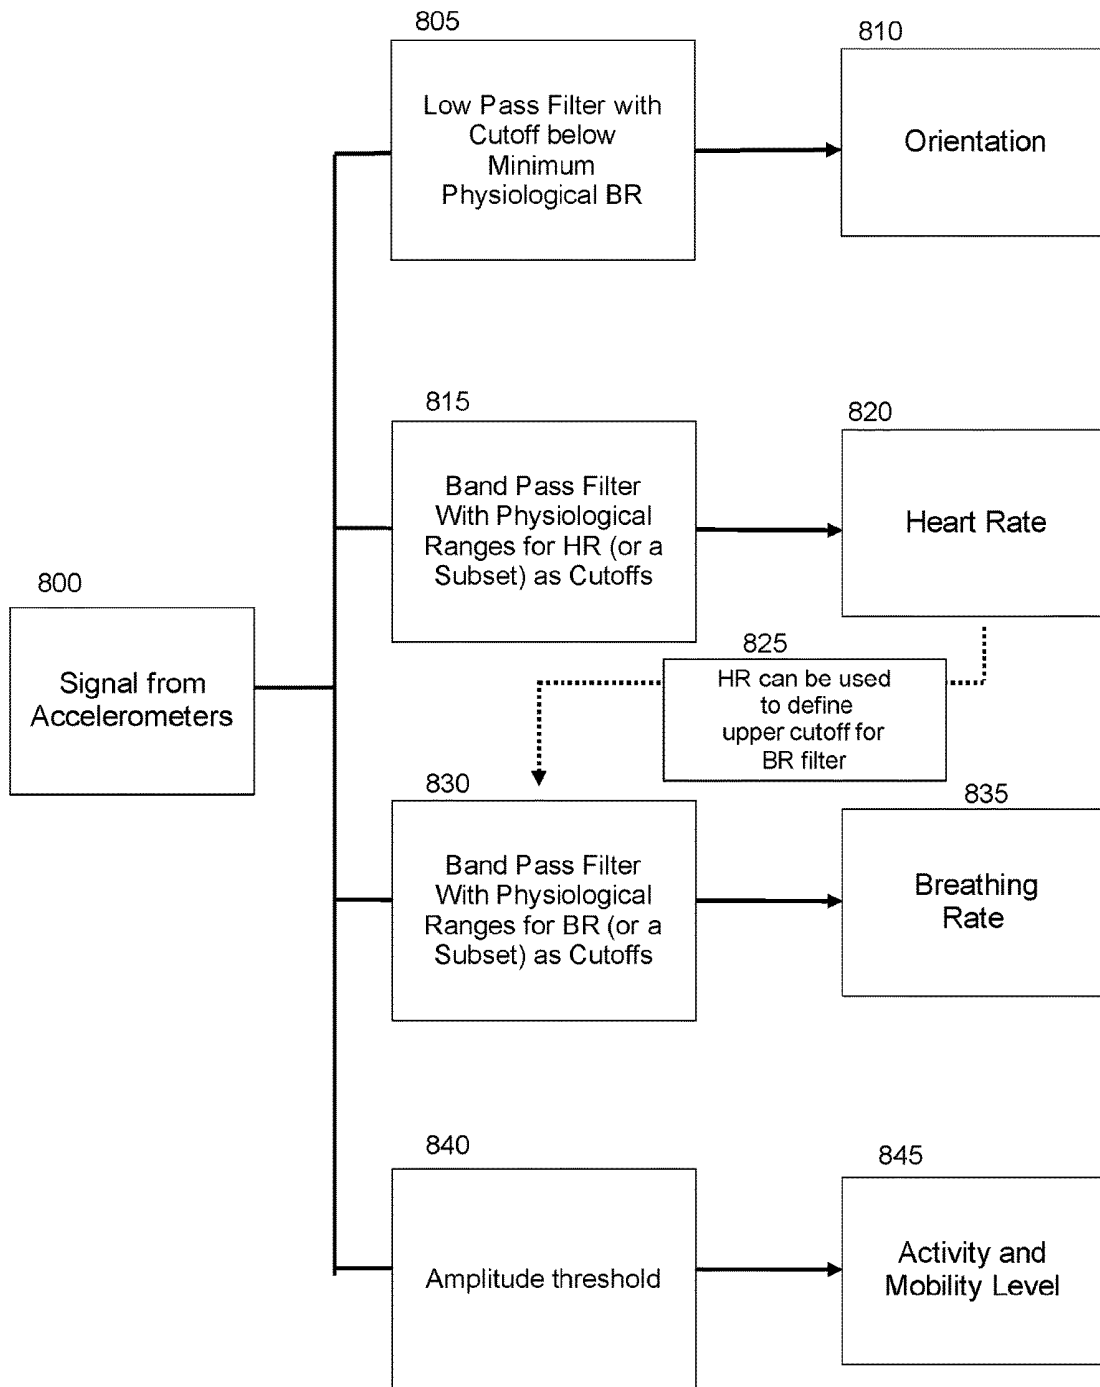 805
Low Pass Filter with
Cutoff below
Minimum
Physiological BR
810
Orientation
815
Band Pass Filter
With Physiological
Ranges for HR (or a
Subset) as Cutoffs
820
Heart Rate
800
Signal from
Accelerometers
825
HR can be used
to define
upper cutoff for
BR filter
830
Band Pass Filter
With Physiological
Ranges for BR (or a
Subset) as Cutoffs
835
Breathing
Rate
840
Amplitude threshold
845
Activity and
Mobility Level